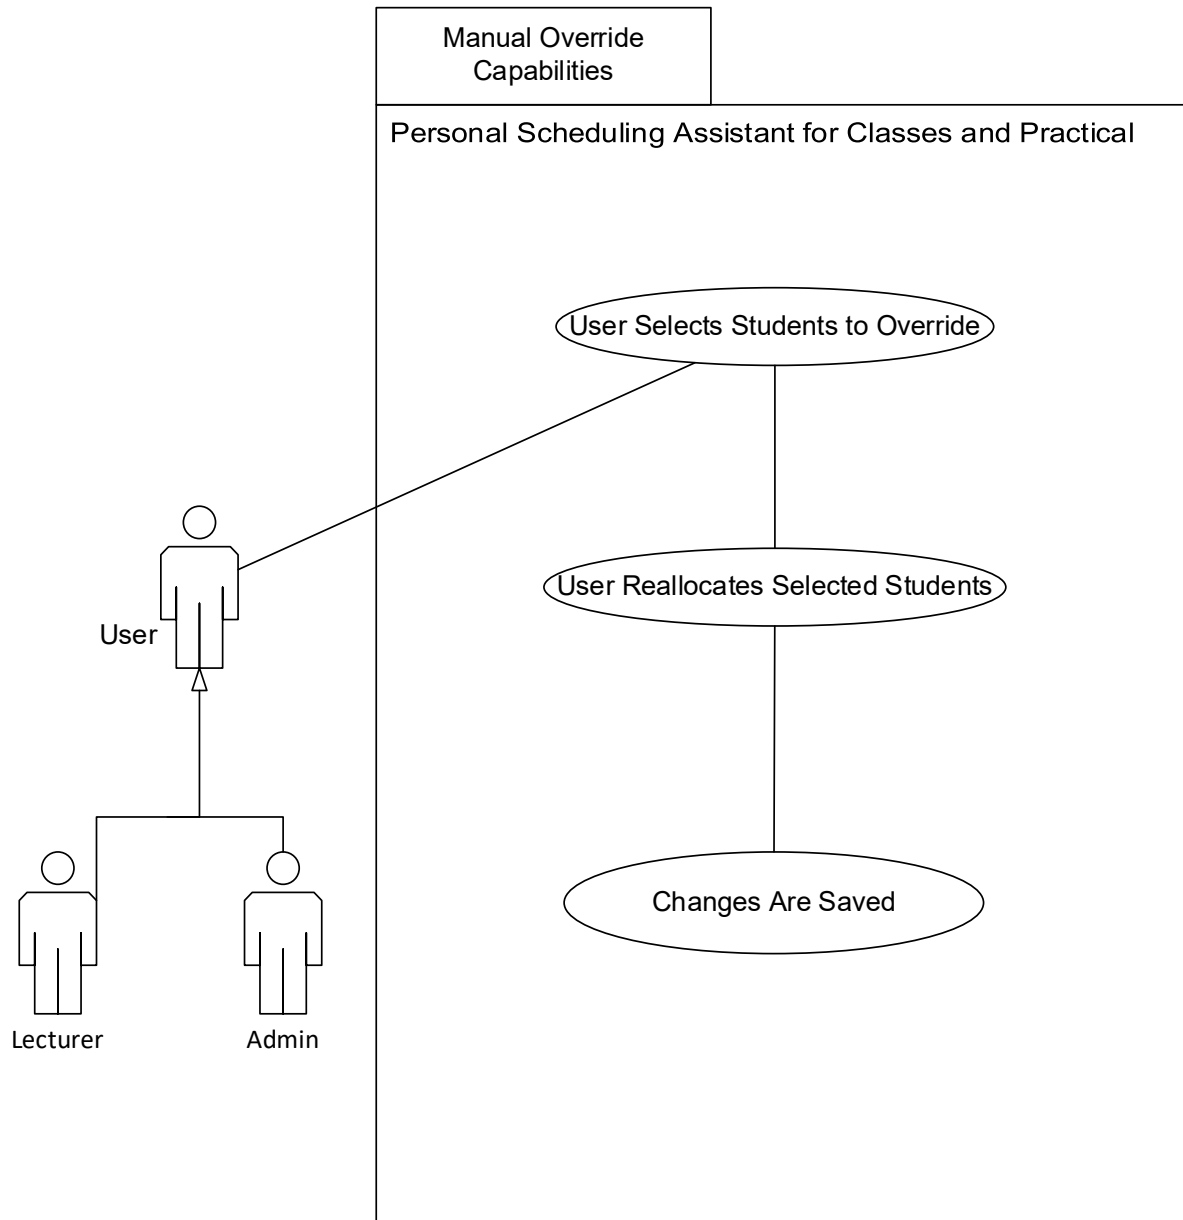 Manual Override
Capabilities
Personal Scheduling Assistant for Classes and Practical
User Selects Students to Override
User Reallocates Selected Students
User
Changes Are Saved
Lecturer
Admin